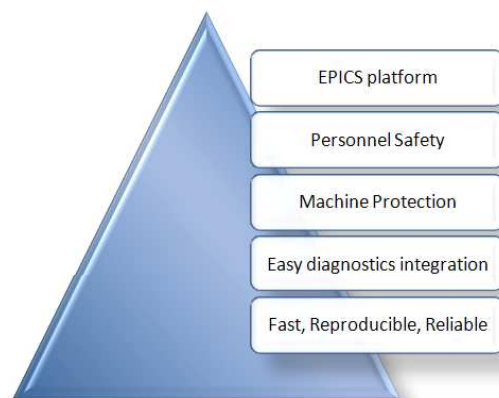 EPICS platform
Personnel Safety
Machine Protection
Easy diagnostics integration
Fast, Reproducible, Reliable